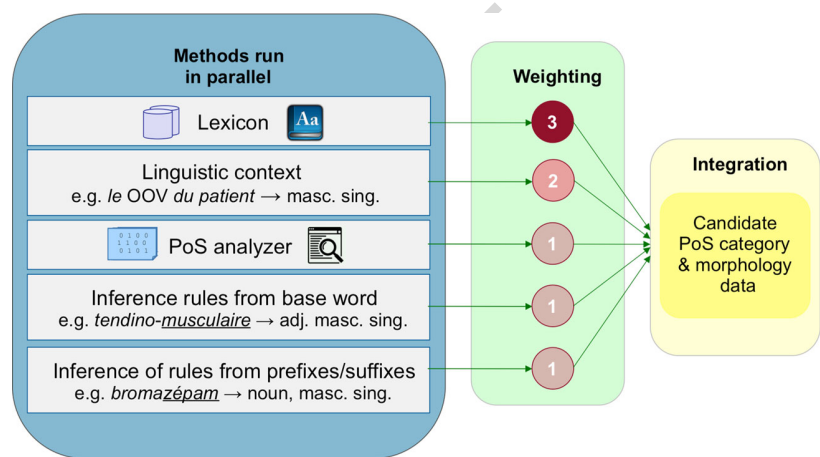 Methods run
in parallel
Weighting
Lexicon
Aa
3
Linguistic context
e.g. le OOV du patient → masc. sing.
2
Integration
0 1 0 0
1 1 0 0
0 1 0 1
PoS analyzer
1
Candidate
PoS category
& morphology
data
Inference rules from base word
e.g. tendino-musculaire → adj. masc. sing.
1
Inference of rules from prefixes/suffixes
e.g. bromazépam → noun, masc. sing.
1